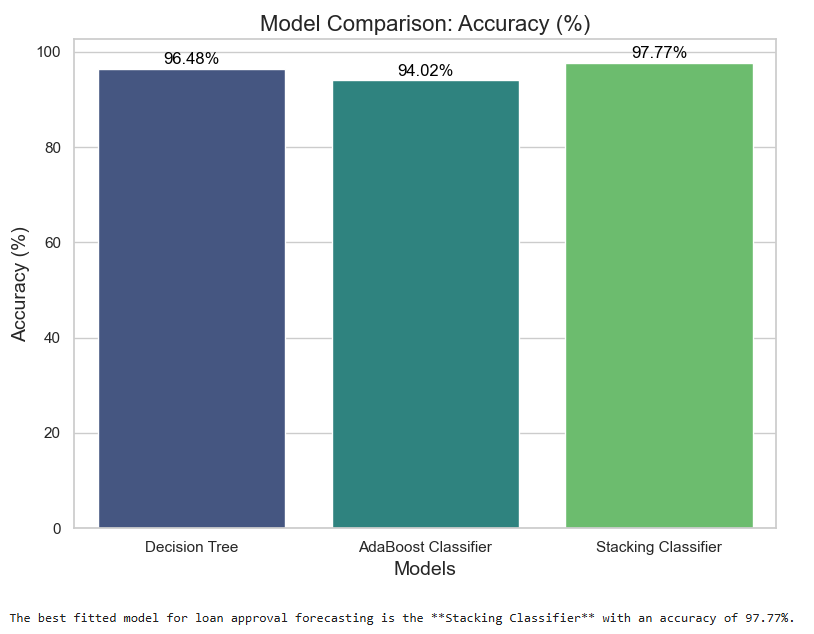 Model Comparison: Accuracy (%)
100
80
60
40
20
0
Accuracy (%)
96.48%
94.02%
97.77%
Decision Tree
AdaBoost Classifier
Stacking Classifier
Models
The best fitted model for loan approval forecasting is the **Stacking Classifier** with an accuracy of 97.77%.